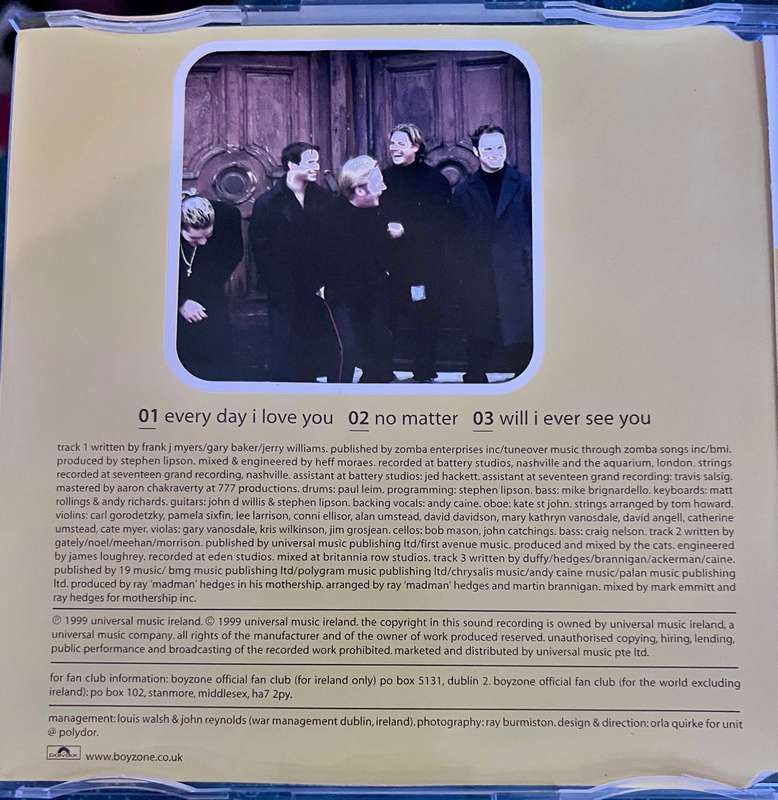 01 every day i love you 02 no matter 03 will i ever see you
track 1 written by frank j myers/gary baker/jerry williams. published by zomba enterprises inc/tuneover music through zomba songs inc/bmi.
produced by stephen lipson. mixed & engineered by heff moraes. recorded at battery studios, nashville and the aquarium, london. strings
recorded at seventeen grand recording, nashville. assistant at battery studios: jed hackett. assistant at seventeen grand recording: travis salsig.
mastered by aaron chakraverty at 777 productions. drums: paul leim. programming: stephen lipson. bass: mike brignardello. keyboards: matt
rollings & andy richards. guitars: john d willis & stephen lipson. backing vocals: andy caine. oboe: kate st john. strings arranged by tom howard.
violins: carl gorodetzky, pamela sixfin, lee larrison, conni ellisor, alan umstead, david davidson, mary kathryn vanosdale, david angell, catherine
umstead, cate myer. violas: gary vanosdale, kris wilkinson, jim grosjean. cellos: bob mason, john catchings. bass: craig nelson. track 2 written by
gately/noel/meehan/morrison. published by universal music publishing ltd/first avenue music. produced and mixed by the cats. engineered
by james loughrey. recorded at eden studios. mixed at britannia row studios. track 3 written by duffy/hedges/brannigan/ackerman/caine.
published by 19 music/ bmg music publishing ltd/polygram music publishing ltd/chrysalis music/andy caine music/palan music publishing
ltd. produced by ray 'madman' hedges in his mothership. arranged by ray 'madman' hedges and martin brannigan. mixed by mark emmitt and
ray hedges for mothership inc.
℗ 1999 universal music ireland. © 1999 universal music ireland. the copyright in this sound recording is owned by universal music ireland, a
universal music company. all rights of the manufacturer and of the owner of work produced reserved. unauthorised copying, hiring, lending,
public performance and broadcasting of the recorded work prohibited. marketed and distributed by universal music pte ltd.
for fan club information: boyzone official fan club (for ireland only) po box 5131, dublin 2. boyzone official fan club (for the world excluding
ireland): po box 102, stanmore, middlesex, ha7 2py.
management: louis walsh & john reynolds (war management dublin, ireland). photography: ray burmiston. design & direction: orla quirke for unit
@ polydor.
polydor www.boyzone.co.uk